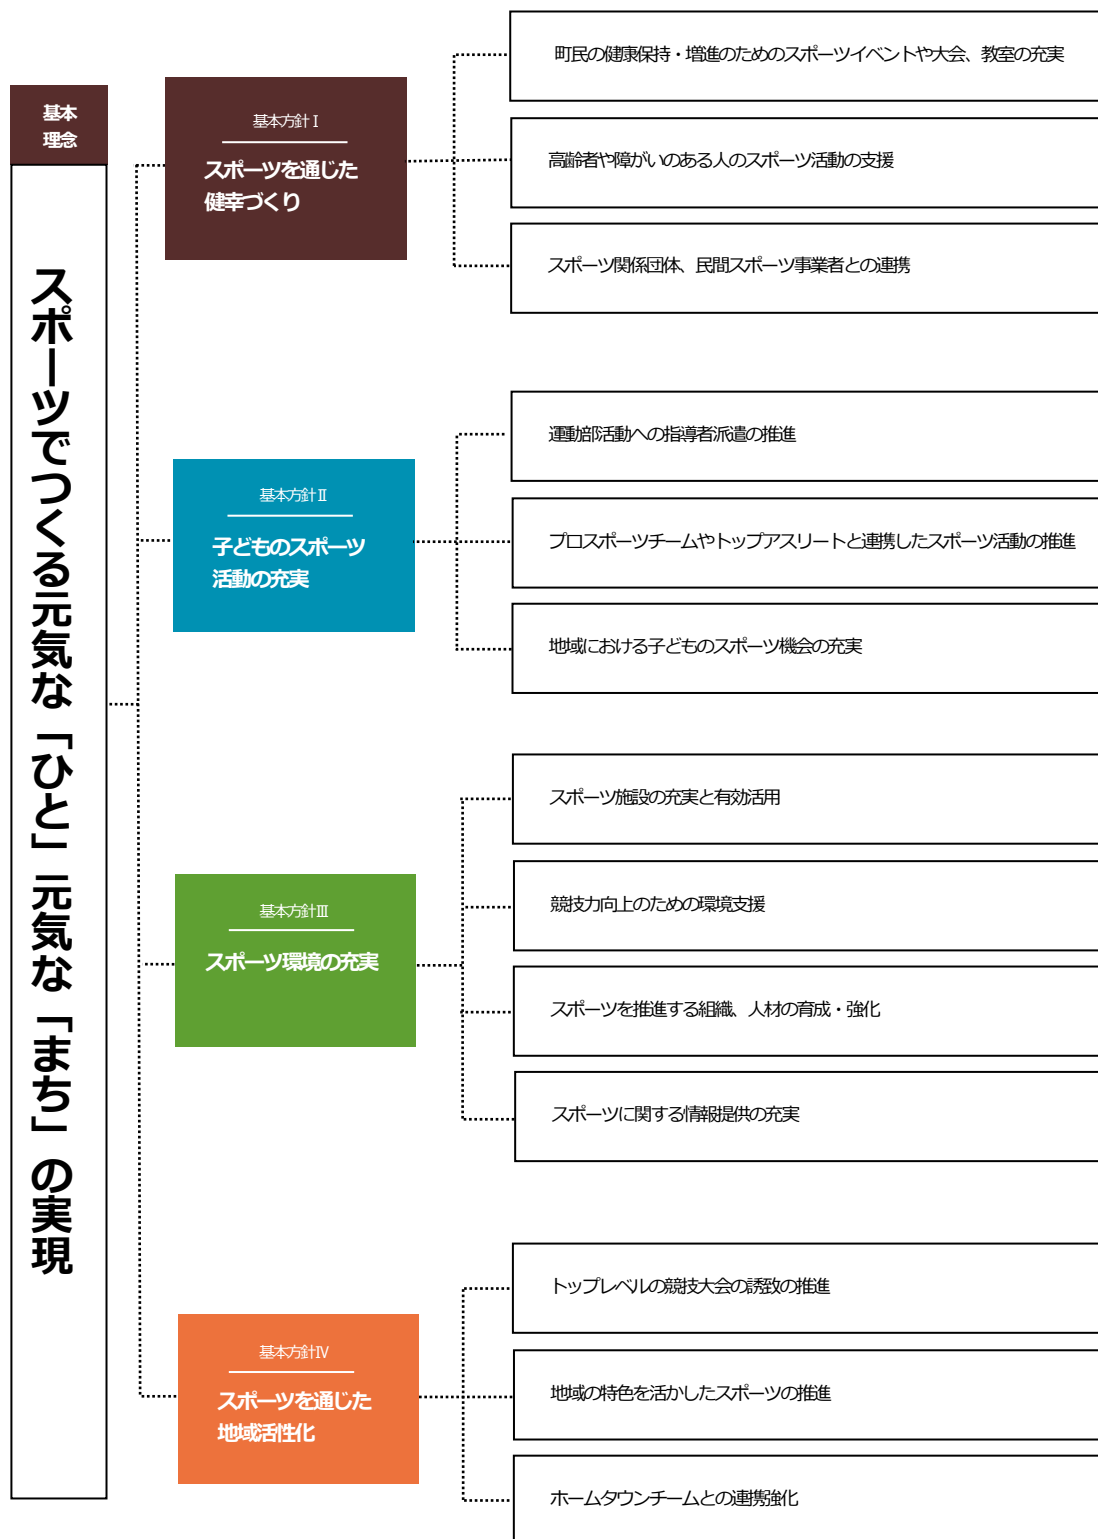 基本
理念
スポーツでつくる元気な「ひと」元気な「まち」の実現
基本方針Ⅰ
スポーツを通じた
健幸づくり
町民の健康保持・増進のためのスポーツイベントや大会、教室の充実
高齢者や障がいのある人のスポーツ活動の支援
スポーツ関係団体、民間スポーツ事業者との連携
基本方針Ⅱ
子どものスポーツ
活動の充実
運動部活動への指導者派遣の推進
プロスポーツチームやトップアスリートと連携したスポーツ活動の推進
地域における子どものスポーツ機会の充実
基本方針Ⅲ
スポーツ環境の充実
スポーツ施設の充実と有効活用
競技力向上のための環境支援
スポーツを推進する組織、人材の育成・強化
スポーツに関する情報提供の充実
基本方針Ⅳ
スポーツを通じた
地域活性化
トップレベルの競技大会の誘致の推進
地域の特色を活かしたスポーツの推進
ホームタウンチームとの連携強化